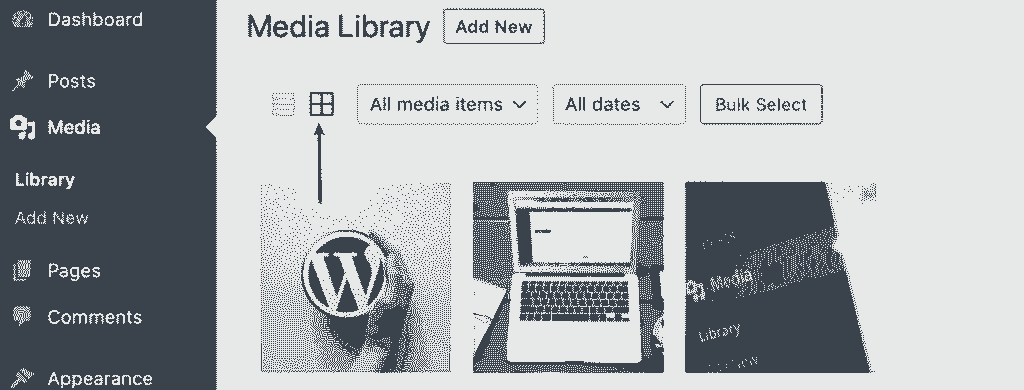 Dashboard
Posts
Media
Library
Add New
Pages
Comments
Appearance
Media Library
Add New
All media items
All dates
Bulk Select
W
Media
Library